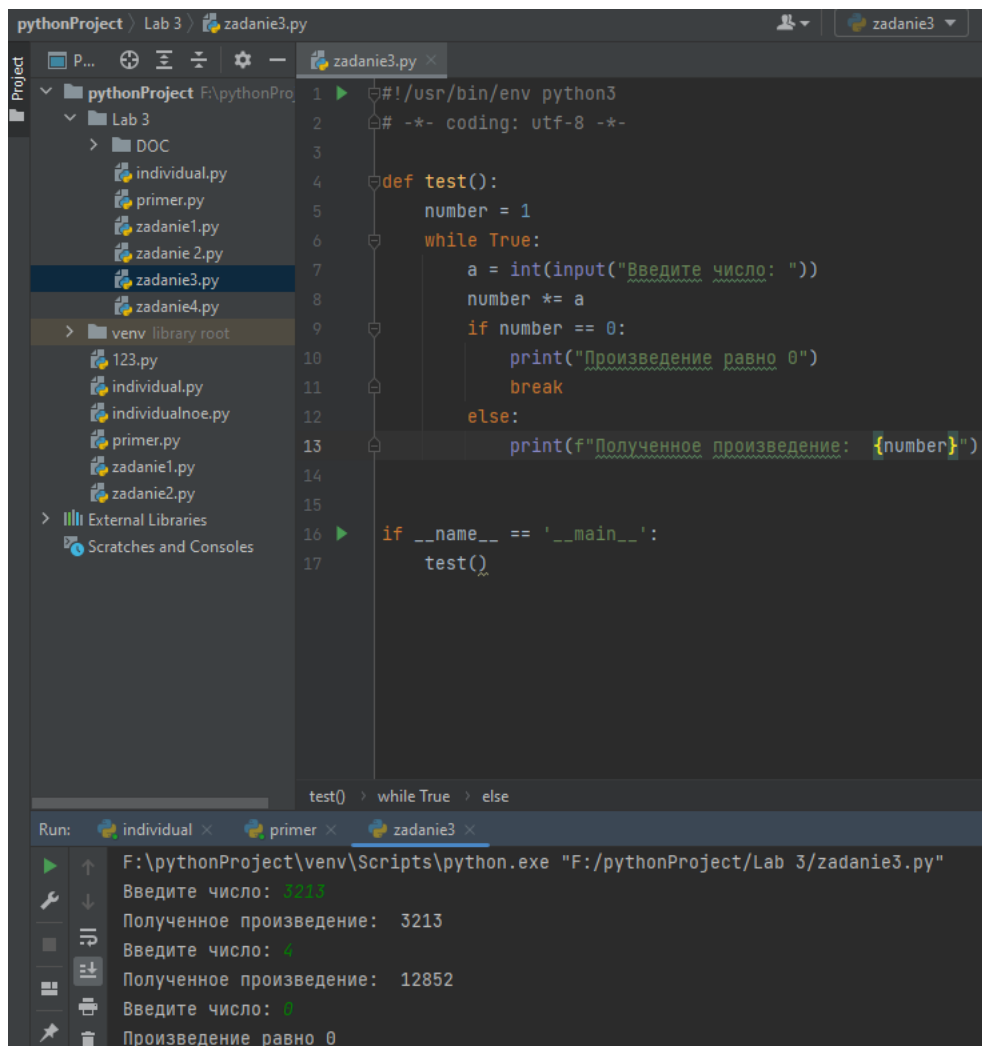 pythonProject 〉 Lab 3 〉 zadanie3.py
zadanie3
Project
P...
pythonProject F:\pythonPro
Lab 3
DOC
individual.py
primer.py
zadanie1.py
zadanie 2.py
zadanie3.py
zadanie4.py
venv library root
123.py
individual.py
individualnoe.py
primer.py
zadanie1.py
zadanie2.py
External Libraries
Scratches and Consoles
zadanie3.py
1 #!/usr/bin/env python3
2 # -*- coding: utf-8 -*-
3
4 def test():
5     number = 1
6     while True:
7         a = int(input("Введите число: "))
8         number *= a
9         if number == 0:
10             print("Произведение равно 0")
11             break
12         else:
13             print(f"Полученное произведение:  {number}")
14
15
16 if __name__ == '__main__':
17     test()
test() › while True › else
Run: individual primer zadanie3
F:\pythonProject\venv\Scripts\python.exe "F:/pythonProject/Lab 3/zadanie3.py"
Введите число: 3213
Полученное произведение:  3213
Введите число: 4
Полученное произведение:  12852
Введите число: 0
Произведение равно 0